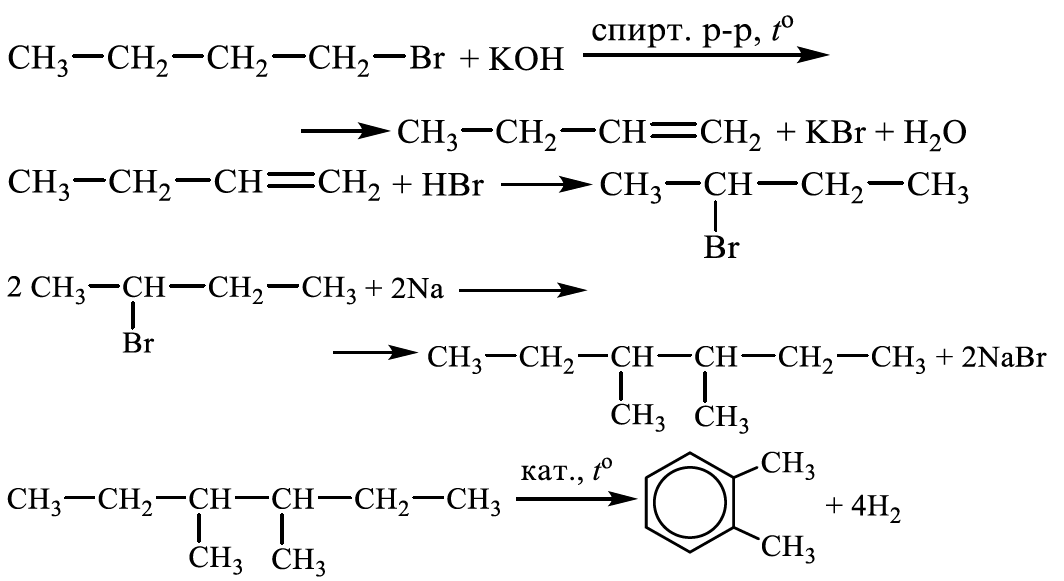 CH₃—CH₂—CH₂—CH₂—Br + KOH спирт. р-р, tᵒ
CH₃—CH₂—CH=CH₂ + KBr + H₂O
CH₃—CH₂—CH=CH₂ + HBr → CH₃—CH—CH₂—CH₃
Br
2 CH₃—CH—CH₂—CH₃ + 2Na →
Br
→ CH₃—CH₂—CH—CH—CH₂—CH₃ + 2NaBr
CH₃ CH₃
CH₃—CH₂—CH—CH—CH₂—CH₃ кат., tᵒ CH₃ + 4H₂
CH₃ CH₃ CH₃